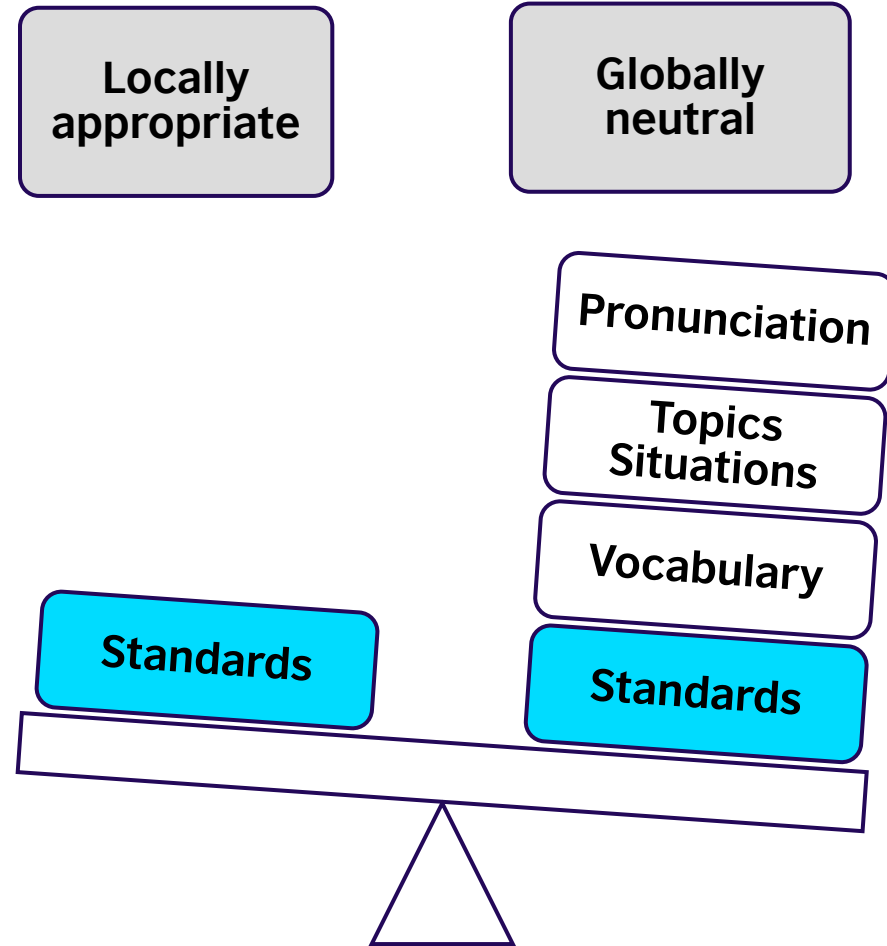 Locally
appropriate
Globally
neutral
Pronunciation
Topics
Situations
Vocabulary
Standards
Standards